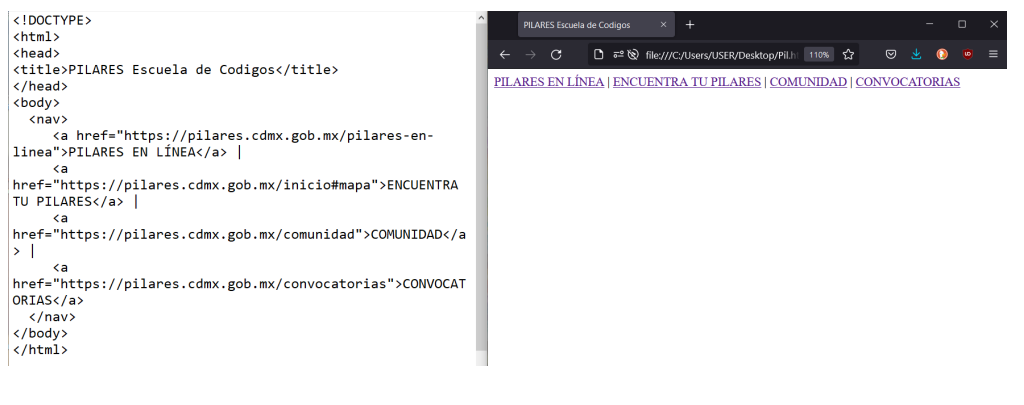 <!DOCTYPE>
<html>
<head>
<title>PILARES Escuela de Codigos</title>
</head>
<body>
  <nav>
     <a href="https://pilares.cdmx.gob.mx/pilares-en-
linea">PILARES EN LÍNEA</a> |
     <a
href="https://pilares.cdmx.gob.mx/inicio#mapa">ENCUENTRA
TU PILARES</a> |
     <a
href="https://pilares.cdmx.gob.mx/comunidad">COMUNIDAD</a
> |
     <a
href="https://pilares.cdmx.gob.mx/convocatorias">CONVOCAT
ORIAS</a>
  </nav>
</body>
</html>
PILARES Escuela de Codigos
file:///C:/Users/USER/Desktop/Pil.h 110%
PILARES EN LÍNEA | ENCUENTRA TU PILARES | COMUNIDAD | CONVOCATORIAS